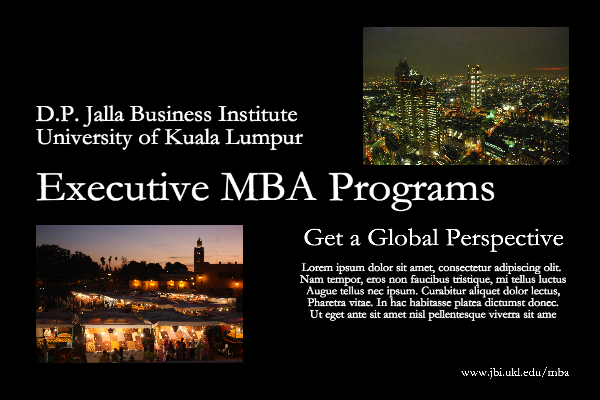 D.P. Jalla Business Institute
University of Kuala Lumpur
Executive MBA Programs
Get a Global Perspective
Lorem ipsum dolor sit amet, consectetur adipiscing olit.
Nam tempor, eros non faucibus tristique, mi tellus luctus
Augue tellus nec ipsum. Curabitur aliquet dolor lectus,
Pharetra vitae. In hac habitasse platea dictumst donec.
Ut eget ante sit amet nisl pellentesque viverra sit ame
www.jbi.ukl.edu/mba